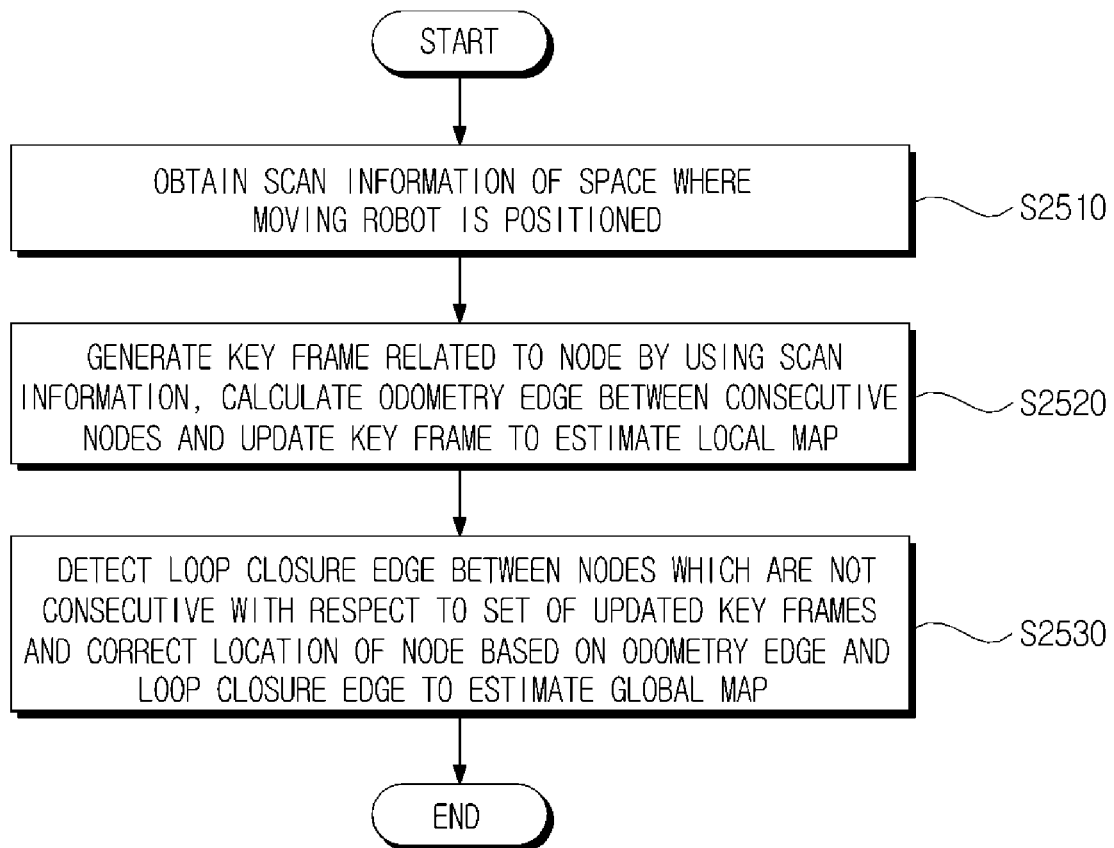 START
OBTAIN SCAN INFORMATION OF SPACE WHERE
MOVING ROBOT IS POSITIONED
S2510
GENERATE KEY FRAME RELATED TO NODE BY USING SCAN
INFORMATION, CALCULATE ODOMETRY EDGE BETWEEN CONSECUTIVE
NODES AND UPDATE KEY FRAME TO ESTIMATE LOCAL MAP
S2520
DETECT LOOP CLOSURE EDGE BETWEEN NODES WHICH ARE NOT
CONSECUTIVE WITH RESPECT TO SET OF UPDATED KEY FRAMES
AND CORRECT LOCATION OF NODE BASED ON ODOMETRY EDGE AND
LOOP CLOSURE EDGE TO ESTIMATE GLOBAL MAP
S2530
END